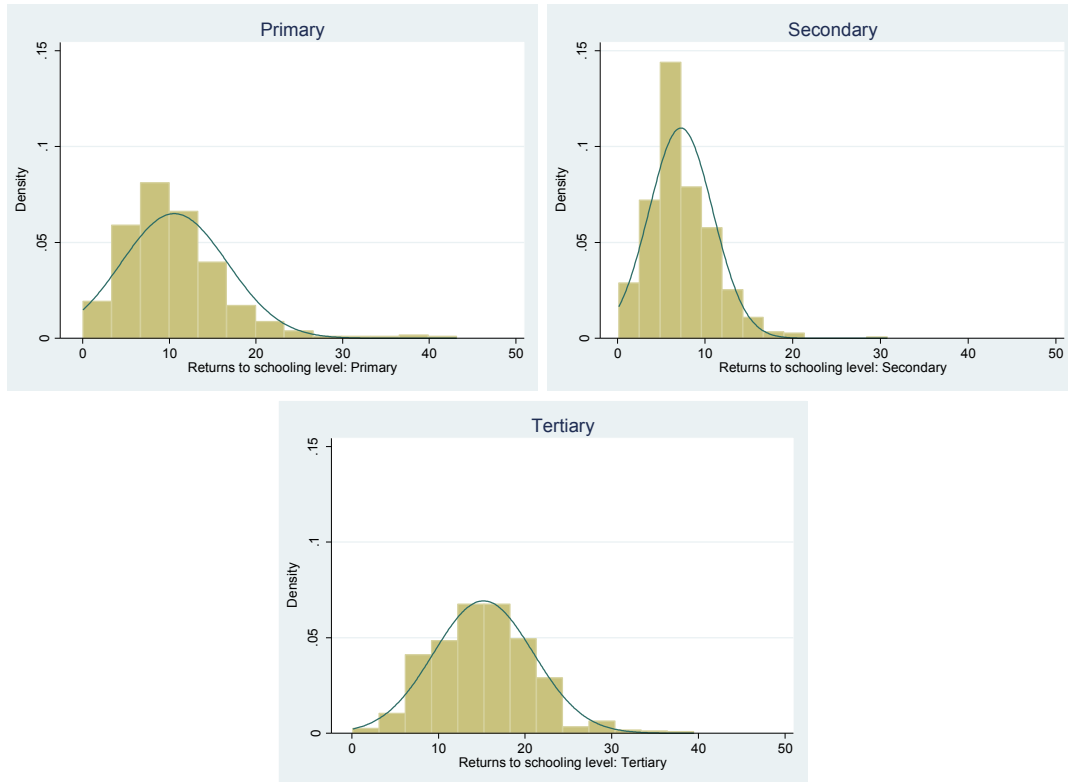 Primary
.15
.1
.05
0
Density
0 10 20 30 40 50
Returns to schooling level: Primary
Secondary
.15
.1
.05
0
Density
0 10 20 30 40 50
Returns to schooling level: Secondary
Tertiary
.15
.1
.05
0
Density
0 10 20 30 40 50
Returns to schooling level: Tertiary